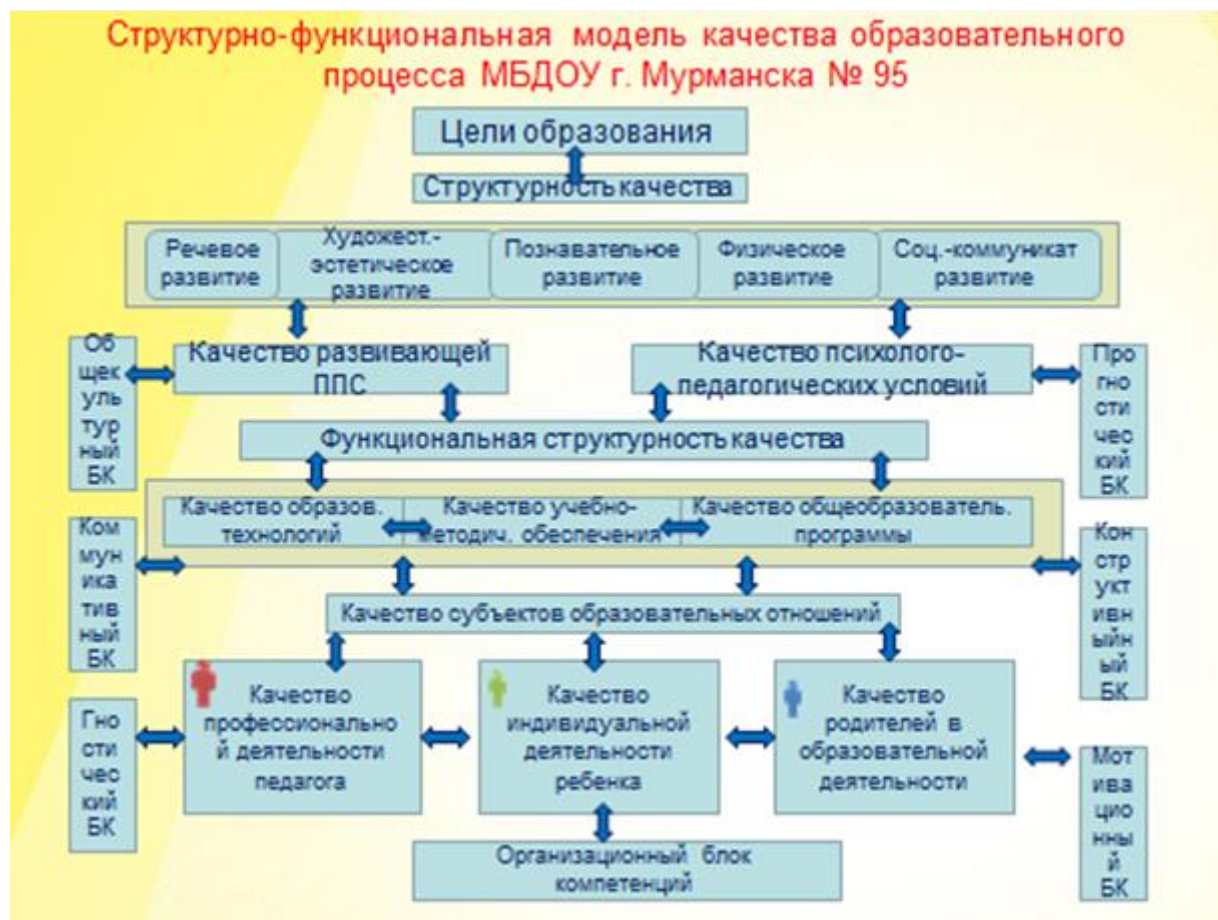 Структурно-функциональная модель качества образовательного
процесса МБДОУ г. Мурманска № 95
Цели образования
Структурность качества
Речевое
развитие
Художест.-
эстетическое
развитие
Познавательное
развитие
Физическое
развитие
Соц.-коммуникат
развитие
Об
щек
уль
тур
ный
БК
Качество развивающей
ППС
Качество психолого-
педагогических условий
Про
гно
сти
чес
кий
БК
Функциональная структурность качества
Качество образов.
технологий
Качество учебно-
методич. обеспечения
Качество общеобразователь.
программы
Ком
мун
ика
тив
ный
БК
Кон
стр
укт
ивн
ыйн
ый
БК
Качество субъектов образовательных отношений
Гно
сти
чес
кий
БК
Качество
профессионально
й деятельности
педагога
Качество
индивидуальной
деятельности
ребенка
Качество
родителей в
образовательной
деятельности
Мот
ива
цио
нны
й
БК
Организационный блок
компетенций